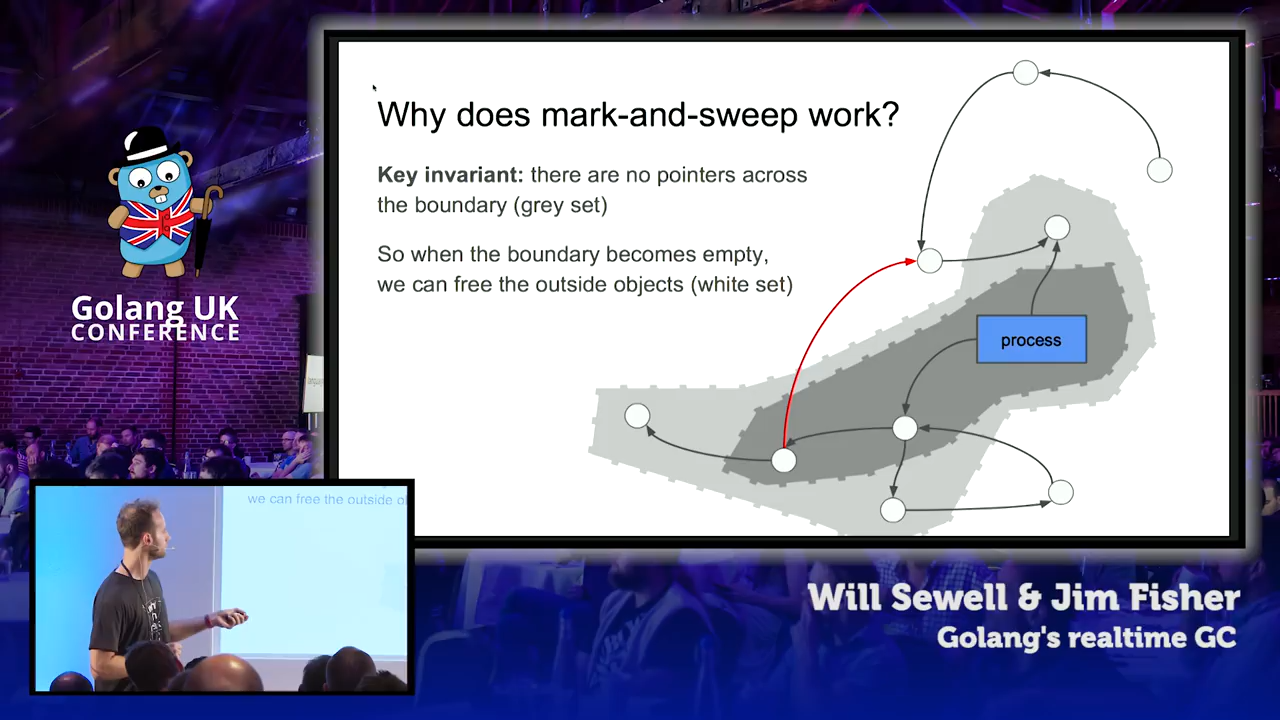 Why does mark-and-sweep work?
Key invariant: there are no pointers across
the boundary (grey set)
So when the boundary becomes empty,
we can free the outside objects (white set)
process
Golang UK
CONFERENCE
we can free the outside o
Will Sewell & Jim Fisher
Golang's realtime GC